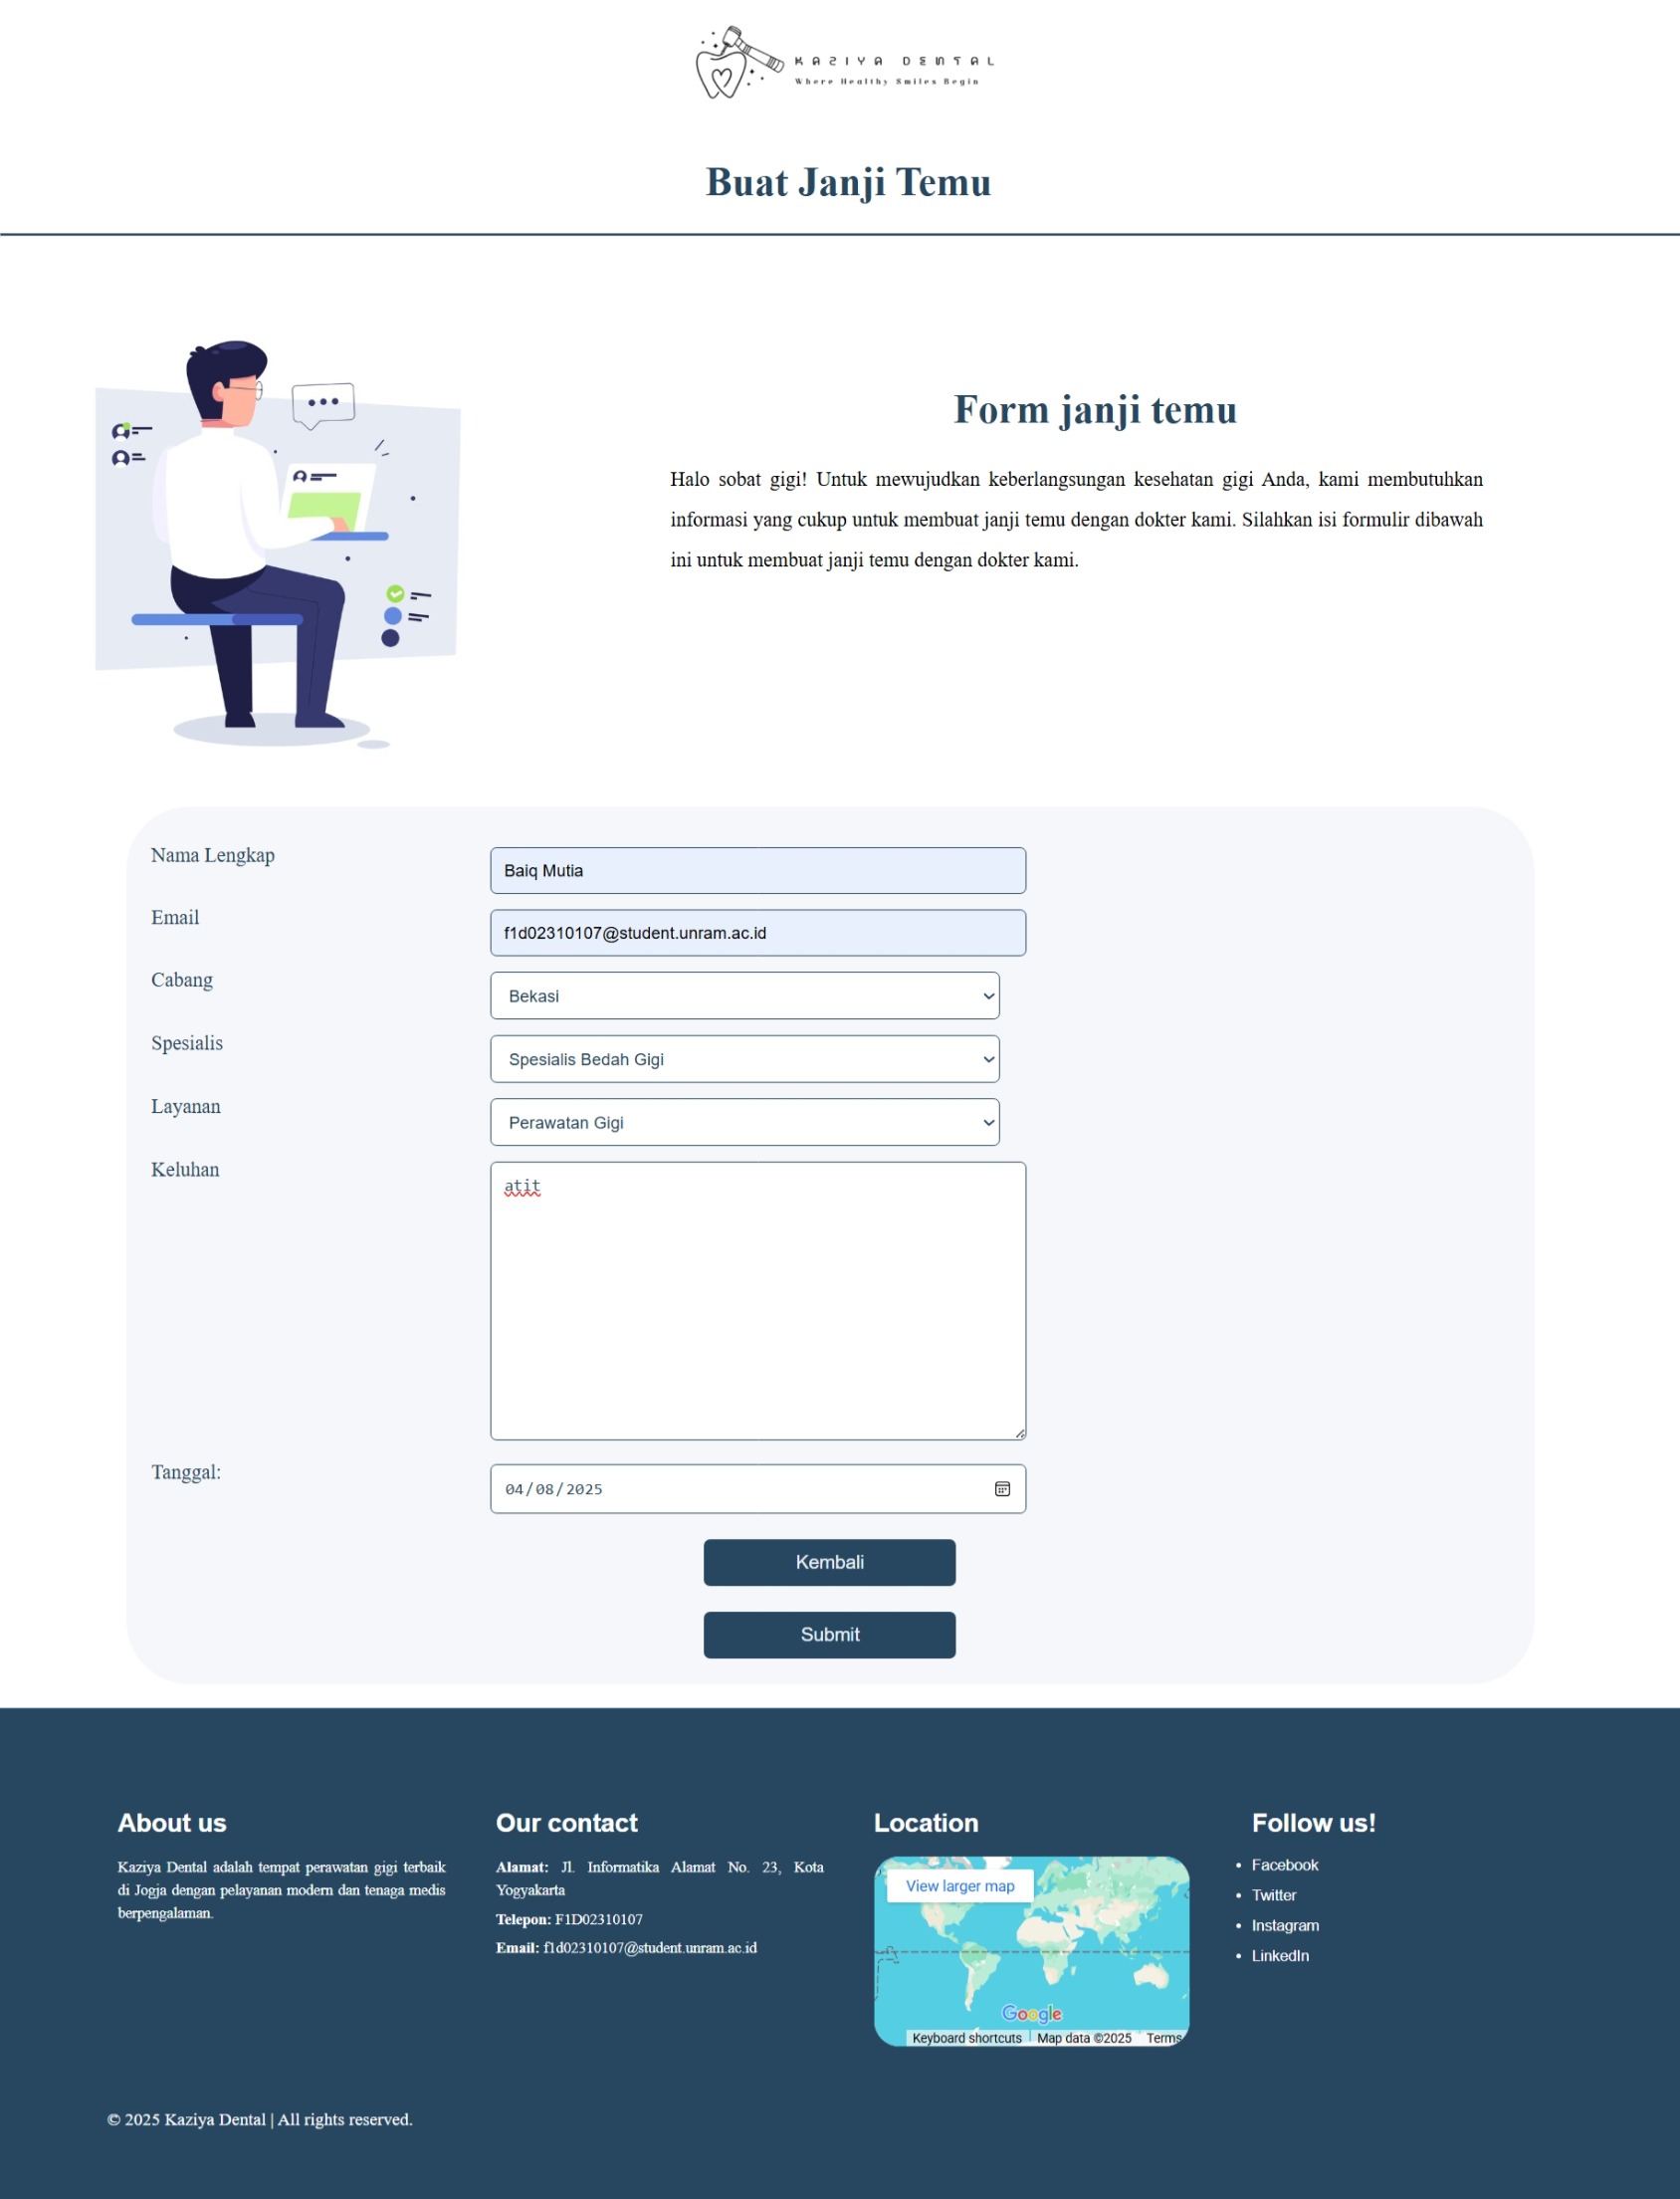 KAZIYA DENTAL
Where Healthy Smiles Begin
Buat Janji Temu
Form janji temu
Halo sobat gigi! Untuk mewujudkan keberlangsungan kesehatan gigi Anda, kami membutuhkan
informasi yang cukup untuk membuat janji temu dengan dokter kami. Silahkan isi formulir dibawah
ini untuk membuat janji temu dengan dokter kami.
Nama Lengkap
Baiq Mutia
Email
f1d02310107@student.unram.ac.id
Cabang
Bekasi
Spesialis
Spesialis Bedah Gigi
Layanan
Perawatan Gigi
Keluhan
atit
Tanggal:
04/08/2025
Kembali
Submit
About us
Kaziya Dental adalah tempat perawatan gigi terbaik
di Jogja dengan pelayanan modern dan tenaga medis
berpengalaman.
Our contact
Alamat: Jl. Informatika Alamat No. 23, Kota
Yogyakarta
Telepon: F1D02310107
Email: f1d02310107@student.unram.ac.id
Location
View larger map
Google
Keyboard shortcuts Map data ©2025 Terms
Follow us!
• Facebook
• Twitter
• Instagram
• LinkedIn
© 2025 Kaziya Dental | All rights reserved.